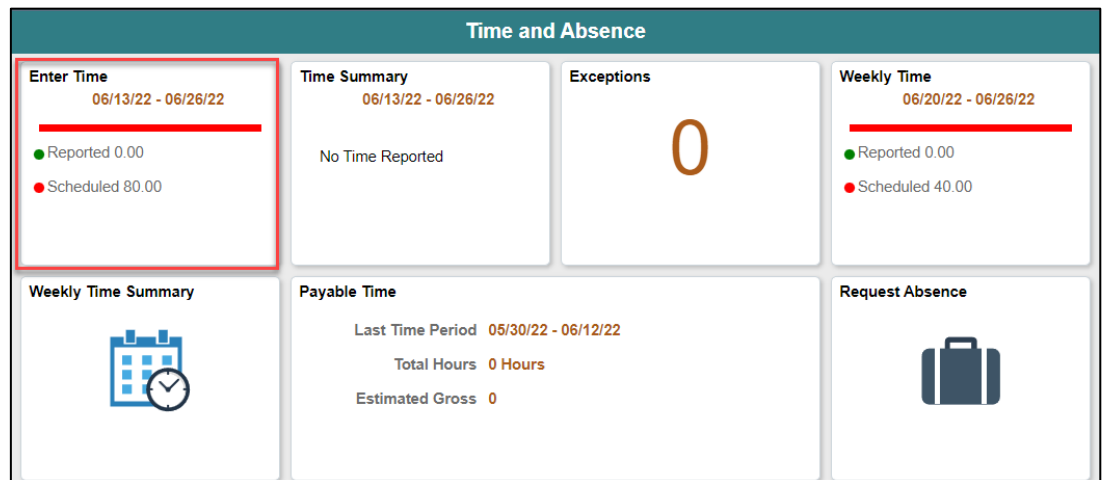 Time and Absence
Enter Time
06/13/22 - 06/26/22
Reported 0.00
Scheduled 80.00
Time Summary
06/13/22 - 06/26/22
No Time Reported
Exceptions
0
Weekly Time
06/20/22 - 06/26/22
Reported 0.00
Scheduled 40.00
Weekly Time Summary
Payable Time
Last Time Period 05/30/22 - 06/12/22
Total Hours 0 Hours
Estimated Gross 0
Request Absence